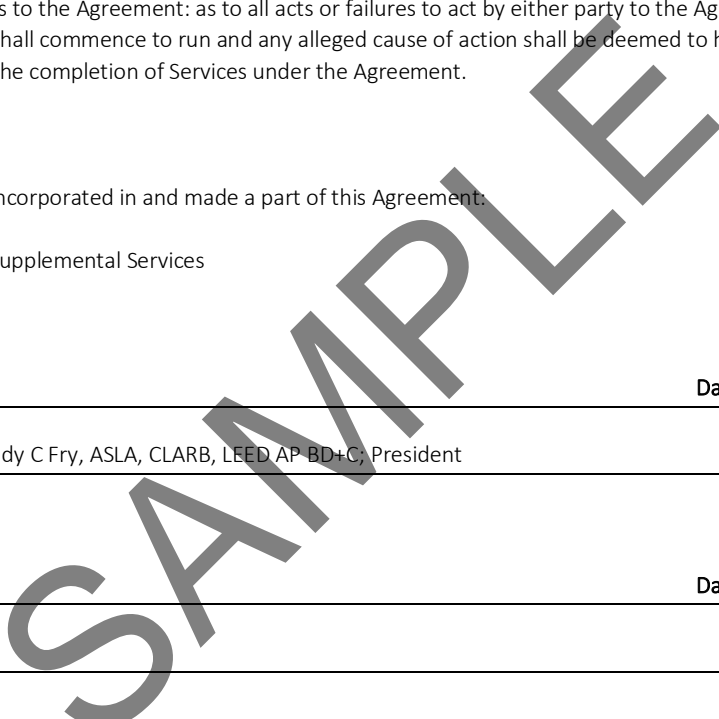 s to the Agreement: as to all acts or failures to act by either party to the Ag
hall commence to run and any alleged cause of action shall be deemed to h
he completion of Services under the Agreement.
ncorporated in and made a part of this Agreement:
upplemental Services
Da
dy C Fry, ASLA, CLARB, LEED AP BD+C; President
Da
SAMPLE